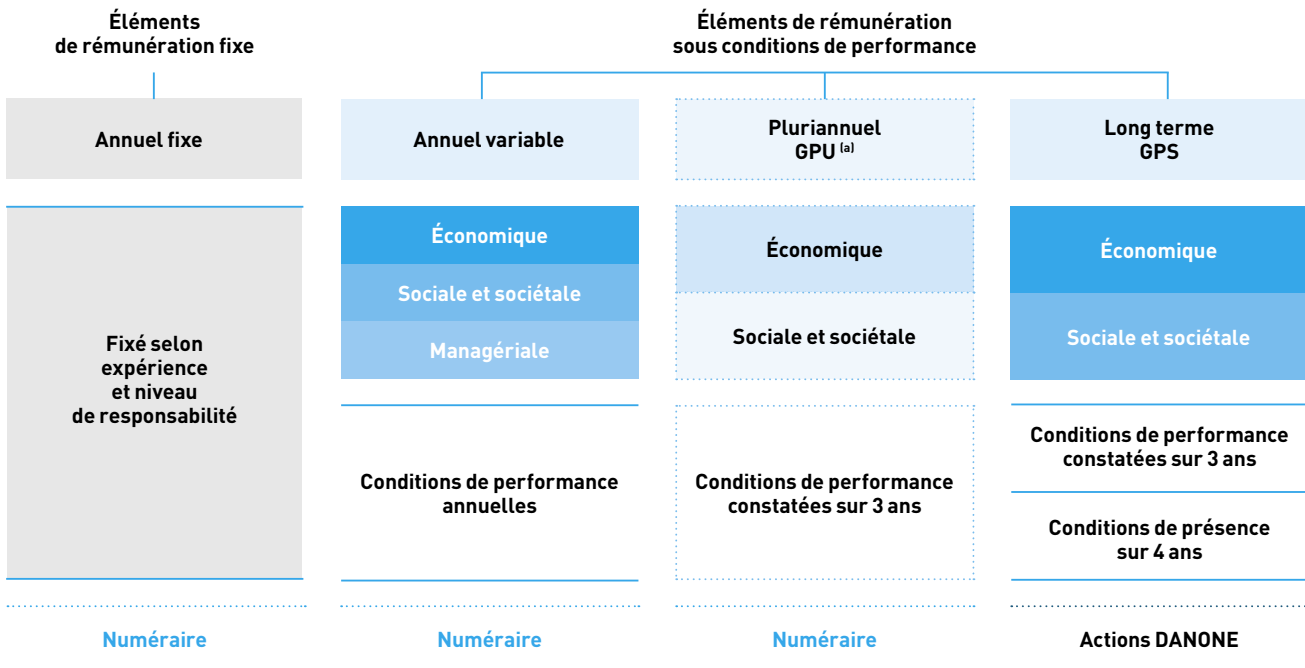 Éléments
de rémunération fixe
Éléments de rémunération
sous conditions de performance
Annuel fixe
Annuel variable
Pluriannuel
GPU (a)
Long terme
GPS
Fixé selon
expérience
et niveau
de responsabilité
Économique
Sociale et sociétale
Managériale
Conditions de performance
annuelles
Économique
Sociale et sociétale
Conditions de performance
constatées sur 3 ans
Économique
Sociale et sociétale
Conditions de performance
constatées sur 3 ans
Conditions de présence
sur 4 ans
Numéraire
Numéraire
Numéraire
Actions DANONE